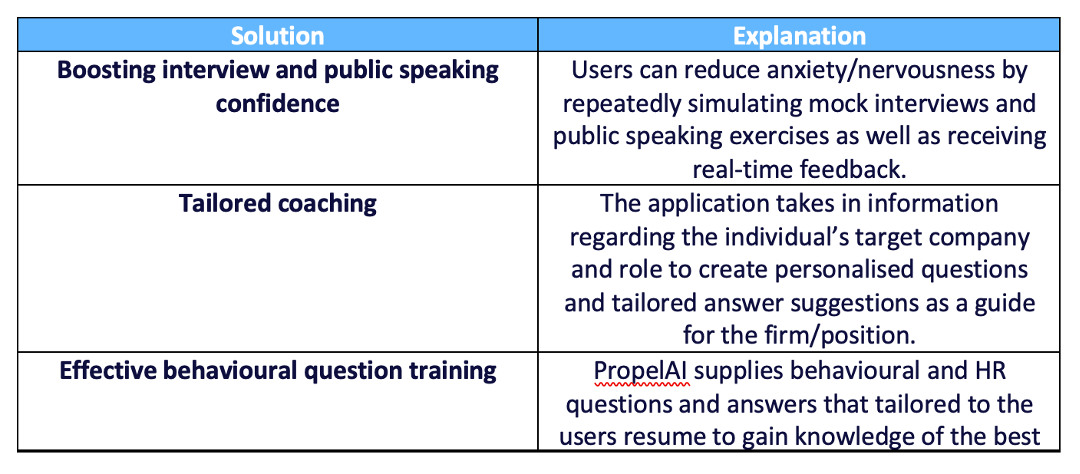 Solution
Explanation
Boosting interview and public speaking
confidence
Users can reduce anxiety/nervousness by
repeatedly simulating mock interviews and
public speaking exercises as well as receiving
real-time feedback.
Tailored coaching
The application takes in information
regarding the individual’s target company
and role to create personalised questions
and tailored answer suggestions as a guide
for the firm/position.
Effective behavioural question training
PropelAI supplies behavioural and HR
questions and answers that tailored to the
users resume to gain knowledge of the best